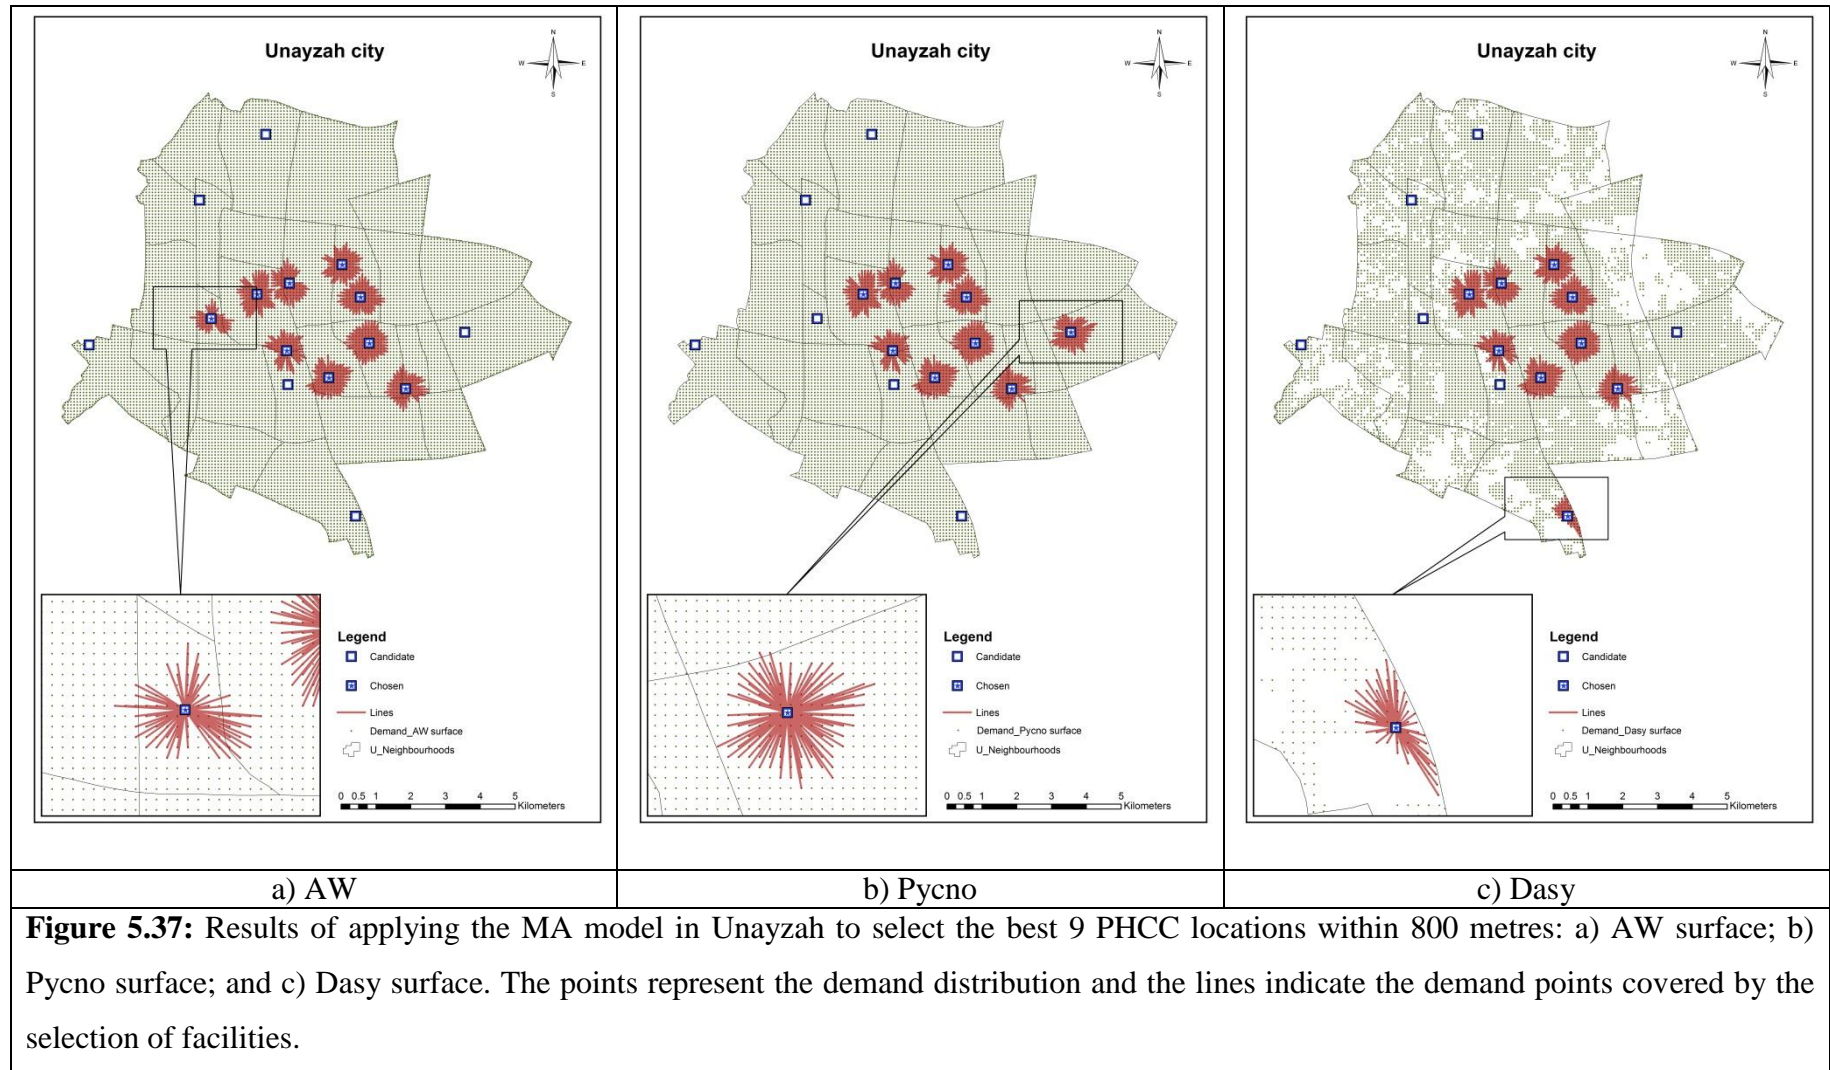 Unayzah city
N
W
E
S
Legend
Candidate
Chosen
Lines
Demand_AW surface
U_Neighbourhoods
0 0.5 1 2 3 4 5
Kilometers
Unayzah city
N
W
E
S
Legend
Candidate
Chosen
Lines
Demand_Pycno surface
U_Neighbourhoods
0 0.5 1 2 3 4 5
Kilometers
Unayzah city
N
W
E
S
Legend
Candidate
Chosen
Lines
Demand_Dasy surface
U_Neighbourhoods
0 0.5 1 2 3 4 5
Kilometers
a) AW
b) Pycno
c) Dasy
Figure 5.37: Results of applying the MA model in Unayzah to select the best 9 PHCC locations within 800 metres: a) AW surface; b)
Pycno surface; and c) Dasy surface. The points represent the demand distribution and the lines indicate the demand points covered by the
selection of facilities.